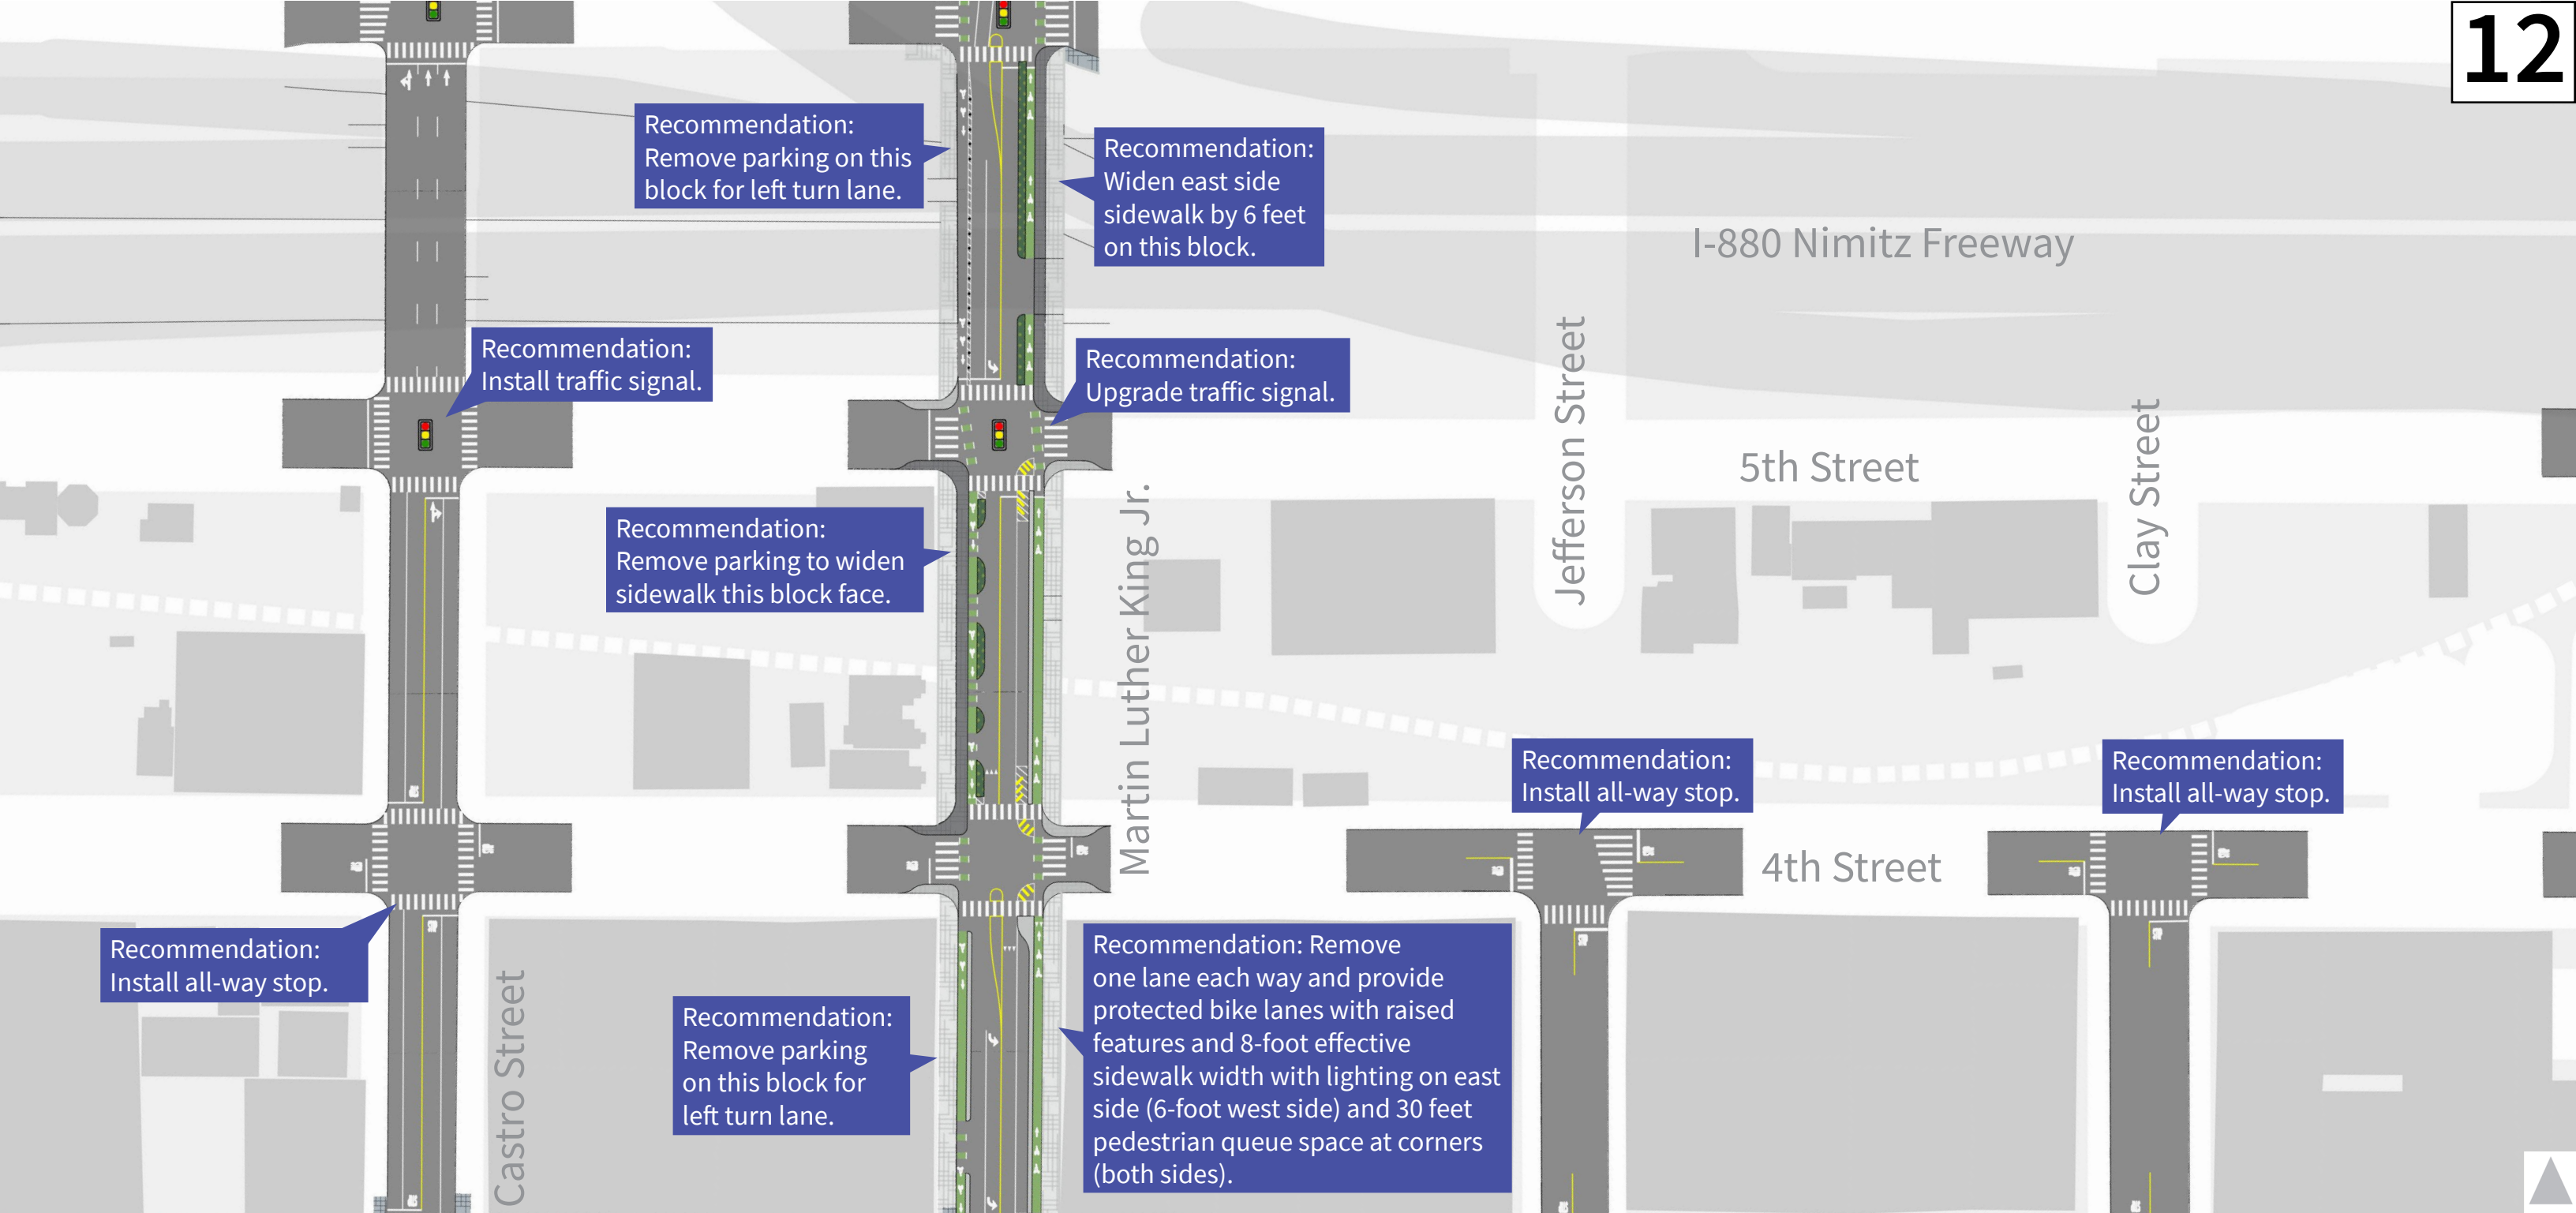 12
Recommendation:
Remove parking on this
block for left turn lane.
Recommendation:
Widen east side
sidewalk by 6 feet
on this block.
I-880 Nimitz Freeway
Recommendation:
Install traffic signal.
Recommendation:
Upgrade traffic signal.
Jefferson Street
5th Street
Clay Street
Recommendation:
Remove parking to widen
sidewalk this block face.
Martin Luther King Jr.
Recommendation:
Install all-way stop.
Recommendation:
Install all-way stop.
4th Street
Recommendation:
Install all-way stop.
Castro Street
Recommendation:
Remove parking
on this block for
left turn lane.
Recommendation: Remove
one lane each way and provide
protected bike lanes with raised
features and 8-foot effective
sidewalk width with lighting on east
side (6-foot west side) and 30 feet
pedestrian queue space at corners
(both sides).